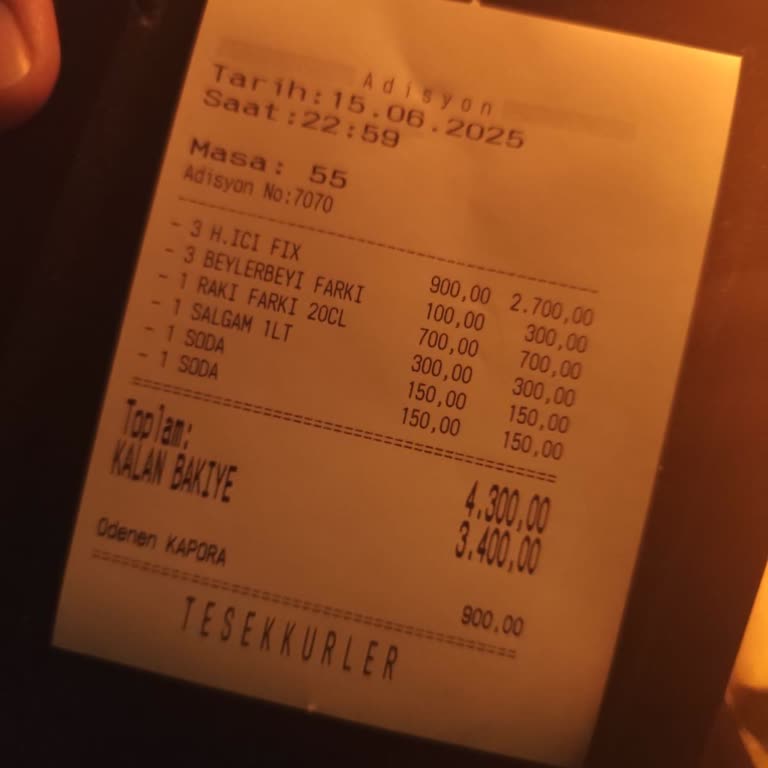 Adisyon
Tarih:15.06.2025
Saat:22:59
Masa: 55
Adisyon No:7070
- 3 H.ICI FIX 900,00 2.700,00
- 3 BEYLERBEYI FARKI 100,00 300,00
- 1 RAKI FARKI 20CL 700,00 700,00
- 1 SALGAM 1LT 300,00 300,00
- 1 SODA 150,00 150,00
- 1 SODA 150,00 150,00
Toplam: 4.300,00
KALAN BAKIYE 3.400,00
Odenen KAPORA 900.00
TESEKKURLER